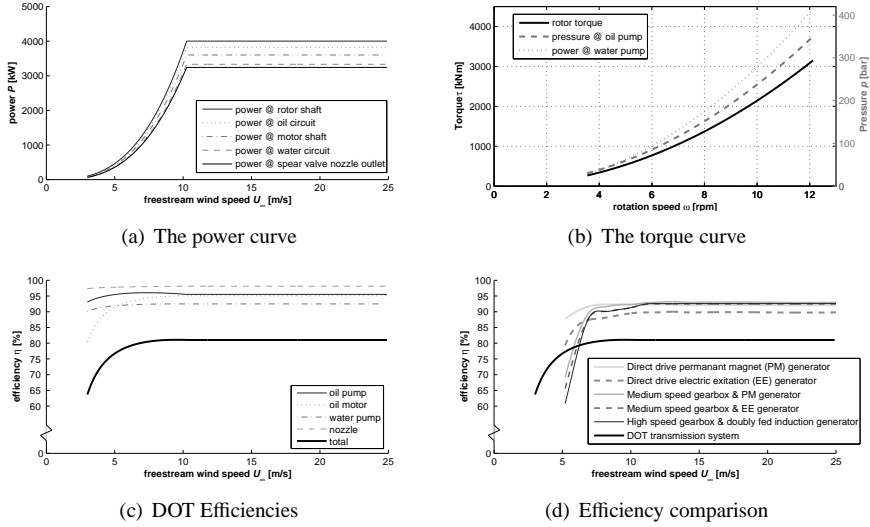 5000
4000
3000
2000
1000
0
power P [kW]
power @ rotor shaft
power @ oil circuit
power @ motor shaft
power @ water circuit
power @ spear valve nozzle outlet
0 5 10 15 20 25
freestream wind speed U_ [m/s]
(a) The power curve
4000
3000
2000
1000
0
Torque τ [kNm]
rotor torque
pressure @ oil pump
power @ water pump
400
300
200
100
0
Pressure p [bar]
0 2 4 6 8 10 12
rotation speed ω [rpm]
(b) The torque curve
100
95
90
85
80
75
70
65
60
0
efficiency η [%]
oil pump
oil motor
water pump
nozzle
total
0 5 10 15 20 25
freestream wind speed U_ [m/s]
(c) DOT Efficiencies
100
95
90
85
80
75
70
65
60
0
efficiency η [%]
Direct drive permanant magnet (PM) generator
Direct drive electric exitation (EE) generator
Medium speed gearbox & PM generator
Medium speed gearbox & EE generator
High speed gearbox & doubly fed induction generator
DOT transmission system
0 5 10 15 20 25
freestream wind speed U_ [m/s]
(d) Efficiency comparison